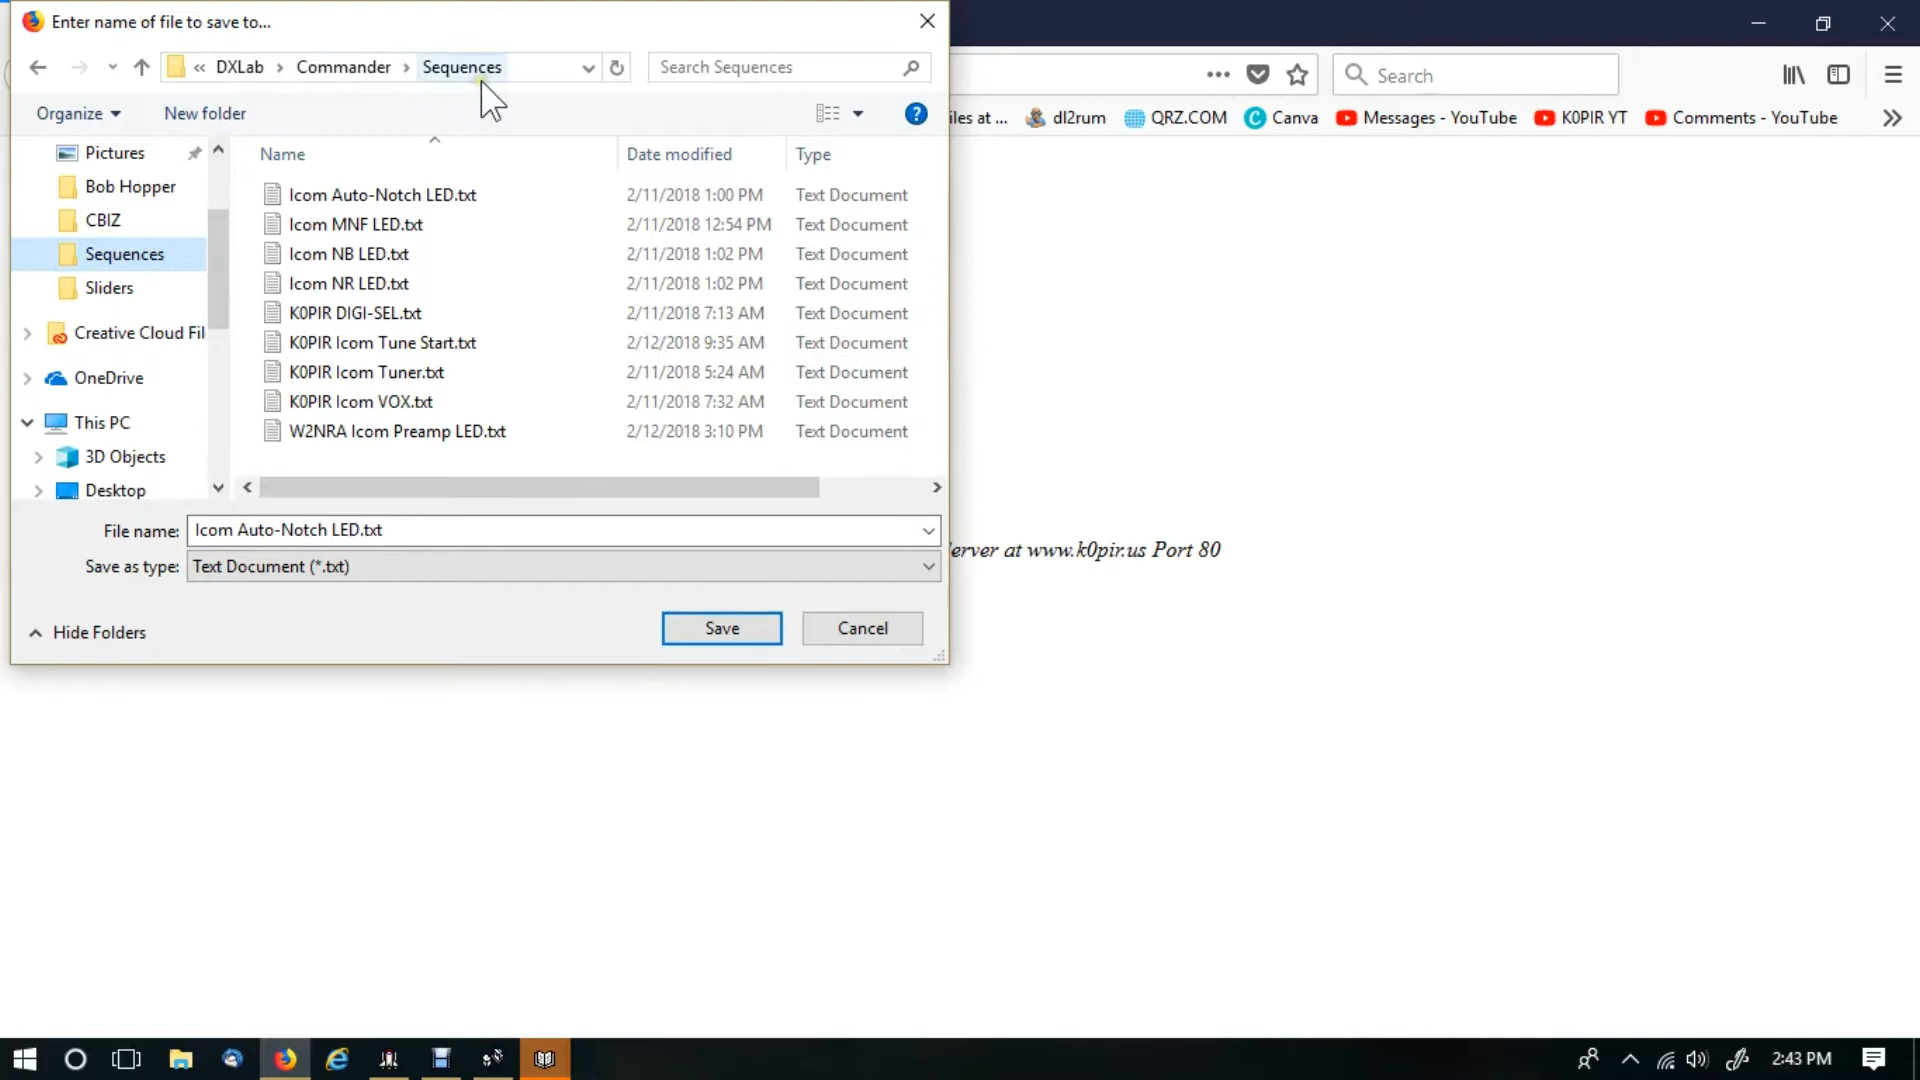 Enter name of file to save to...
« DXLab › Commander › Sequences
Search Sequences
Search
Organize
New folder
iles at ...
dl2rum
QRZ.COM
Canva
Messages - YouTube
K0PIR YT
Comments - YouTube
Pictures
Bob Hopper
CBIZ
Sequences
Sliders
Creative Cloud Fil
OneDrive
This PC
3D Objects
Desktop
Name Date modified Type
Icom Auto-Notch LED.txt 2/11/2018 1:00 PM Text Document
Icom MNF LED.txt 2/11/2018 12:54 PM Text Document
Icom NB LED.txt 2/11/2018 1:02 PM Text Document
Icom NR LED.txt 2/11/2018 1:02 PM Text Document
K0PIR DIGI-SEL.txt 2/11/2018 7:13 AM Text Document
K0PIR Icom Tune Start.txt 2/12/2018 9:35 AM Text Document
K0PIR Icom Tuner.txt 2/11/2018 5:24 AM Text Document
K0PIR Icom VOX.txt 2/11/2018 7:32 AM Text Document
W2NRA Icom Preamp LED.txt 2/12/2018 3:10 PM Text Document
File name: Icom Auto-Notch LED.txt
Save as type: Text Document (*.txt)
erver at www.k0pir.us Port 80
Hide Folders
Save
Cancel
2:43 PM